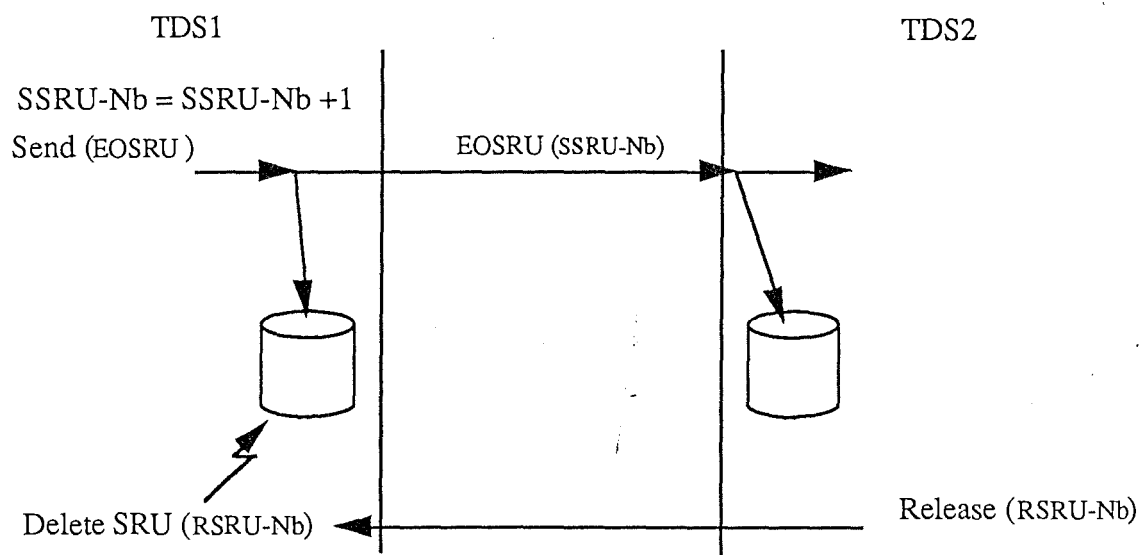 TDS1
TDS2
SSRU-Nb = SSRU-Nb +1
Send (EOSRU )
EOSRU (SSRU-Nb)
Delete SRU (RSRU-Nb)
Release (RSRU-Nb)